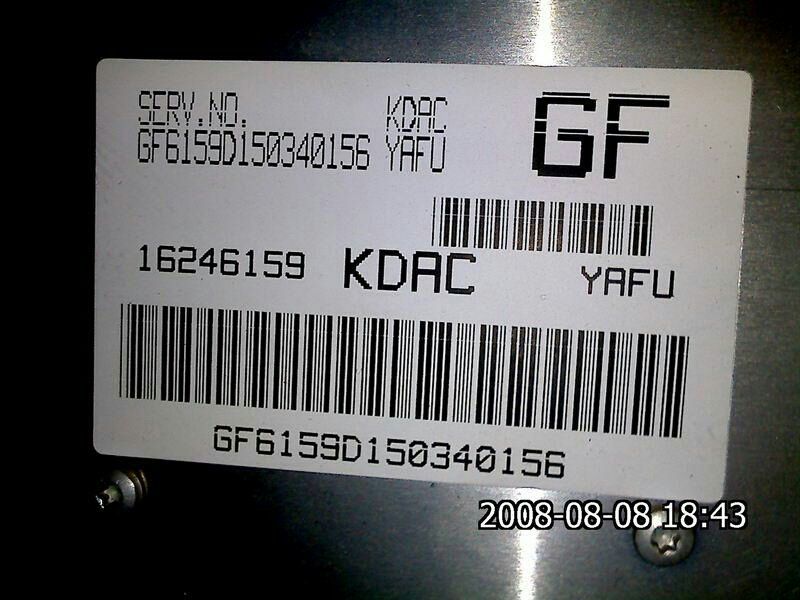 SERV.NO. KDAC GF
GF6159D150340156 YAFU
16246159 KDAC YAFU
GF6159D150340156
2008-08-08 18:43